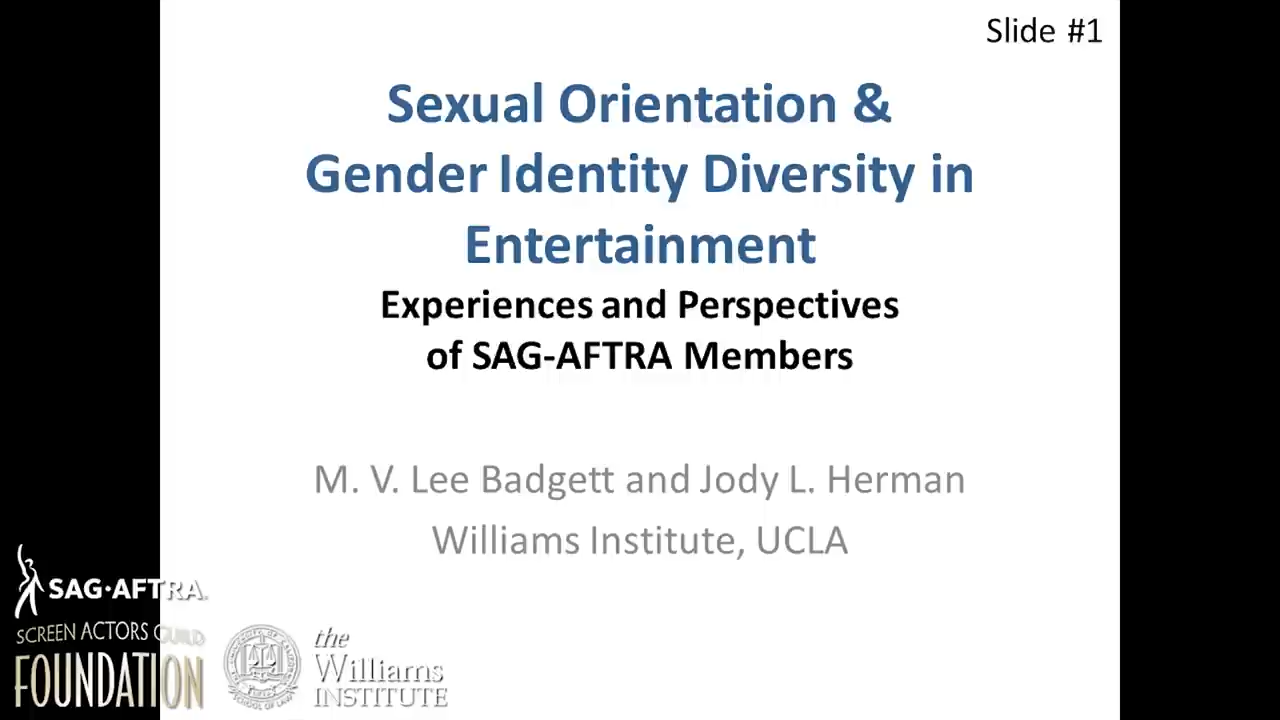 Slide #1
Sexual Orientation &
Gender Identity Diversity in
Entertainment
Experiences and Perspectives
of SAG-AFTRA Members
M. V. Lee Badgett and Jody L. Herman
Williams Institute, UCLA
SAG·AFTRA
SCREEN ACTORS GUILD
FOUNDATION
the
Williams
INSTITUTE